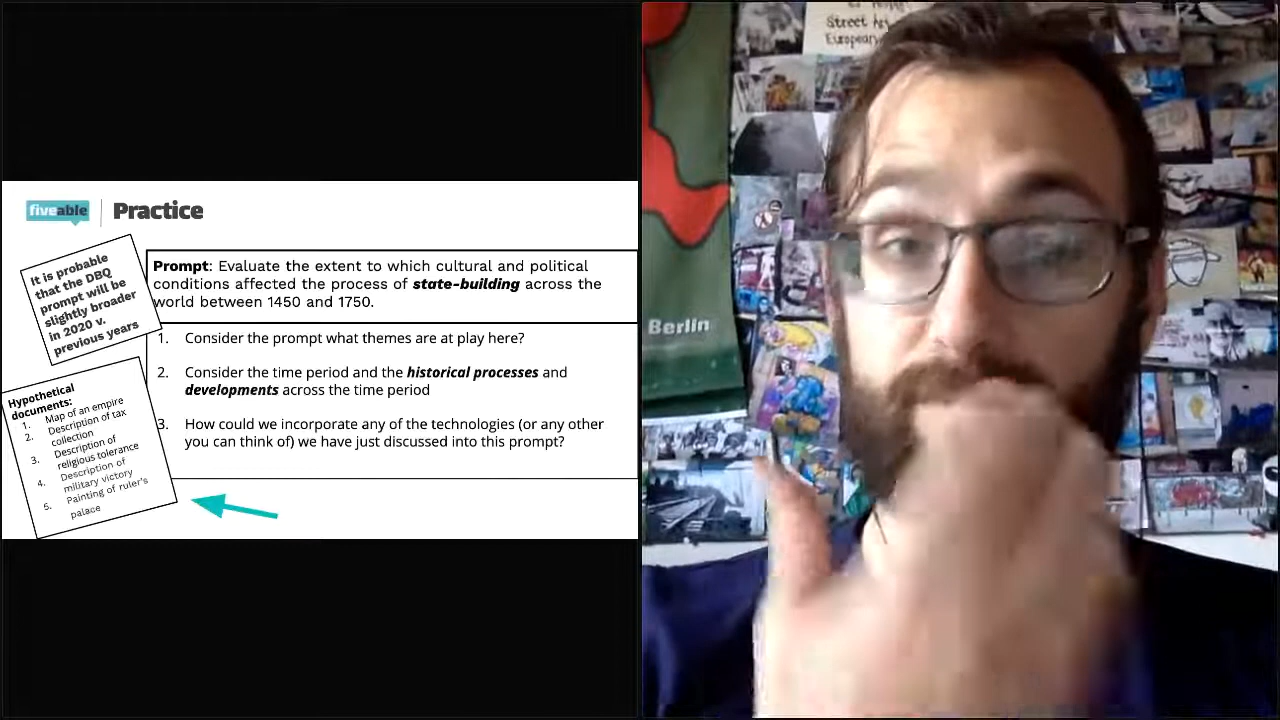 fiveable
Practice
It is probable
that the DBQ
prompt will be
slightly broader
in 2020 v.
previous years
Prompt: Evaluate the extent to which cultural and political
conditions affected the process of state-building across the
world between 1450 and 1750.
1. Consider the prompt what themes are at play here?
2. Consider the time period and the historical processes and
developments across the time period
3. How could we incorporate any of the technologies (or any other
you can think of) we have just discussed into this prompt?
Hypothetical
documents:
1. Map of an empire
2. Description of tax
collection
3. Description of
religious tolerance
4. Description of
military victory
5. Painting of ruler's
palace
Street Art
European
Berlin